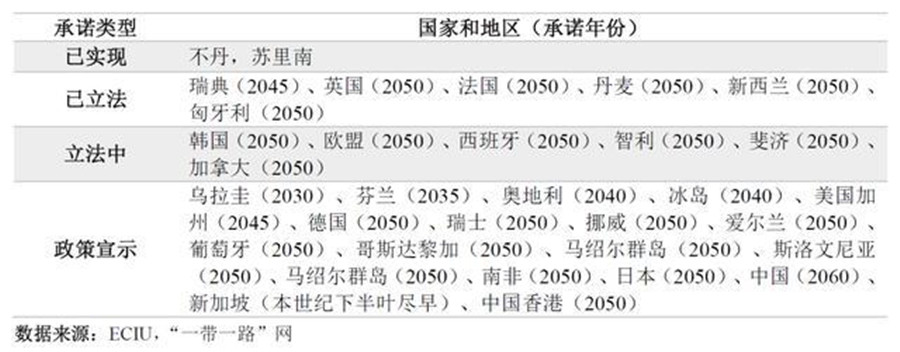 承诺类型 国家和地区（承诺年份）
已实现 不丹，苏里南
已立法 瑞典（2045）、英国（2050）、法国（2050）、丹麦（2050）、新西兰（2050）、
匈牙利（2050）
立法中 韩国（2050）、欧盟（2050）、西班牙（2050）、智利（2050）、斐济（2050）、
加拿大（2050）
政策宣示 乌拉圭（2030）、芬兰（2035）、奥地利（2040）、冰岛（2040）、美国加
州（2045）、德国（2050）、瑞士（2050）、挪威（2050）、爱尔兰（2050）、
葡萄牙（2050）、哥斯达黎加（2050）、马绍尔群岛（2050）、斯洛文尼亚
（2050）、马绍尔群岛（2050）、南非（2050）、日本（2050）、中国（2060）、
新加坡（本世纪下半叶尽早）、中国香港（2050）
数据来源：ECIU，“一带一路”网